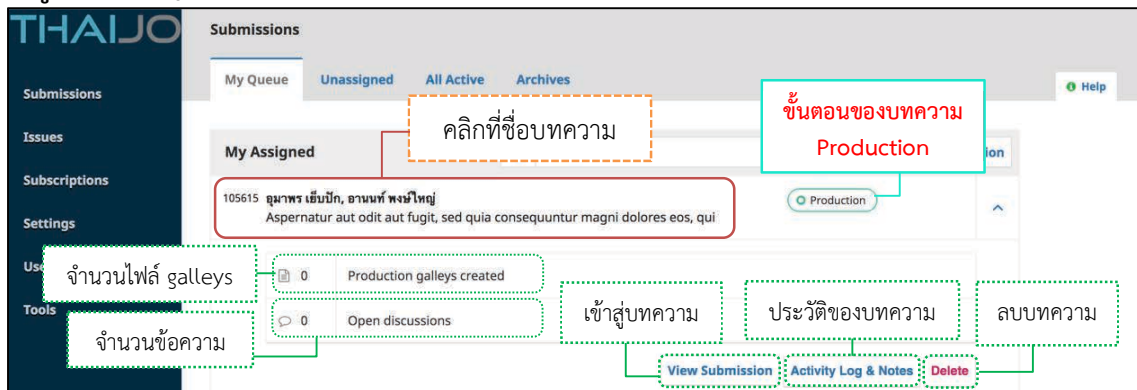 THAIJO
Submissions
My Queue
Unassigned
All Active
Archives
Help
Submissions
Issues
Subscriptions
Settings
Tools
คลิกที่ชื่อบทความ
ขั้นตอนของบทความ
Production
My Assigned
105615 อุมาพร เย็บปัก, อานนท์ พงษ์ใหญ่
Aspernatur aut odit aut fugit, sed quia consequuntur magni dolores eos, qui
Production
จำนวนไฟล์ galleys
0 Production galleys created
0 Open discussions
จำนวนข้อความ
เข้าสู่บทความ
ประวัติของบทความ
ลบบทความ
View Submission
Activity Log & Notes
Delete